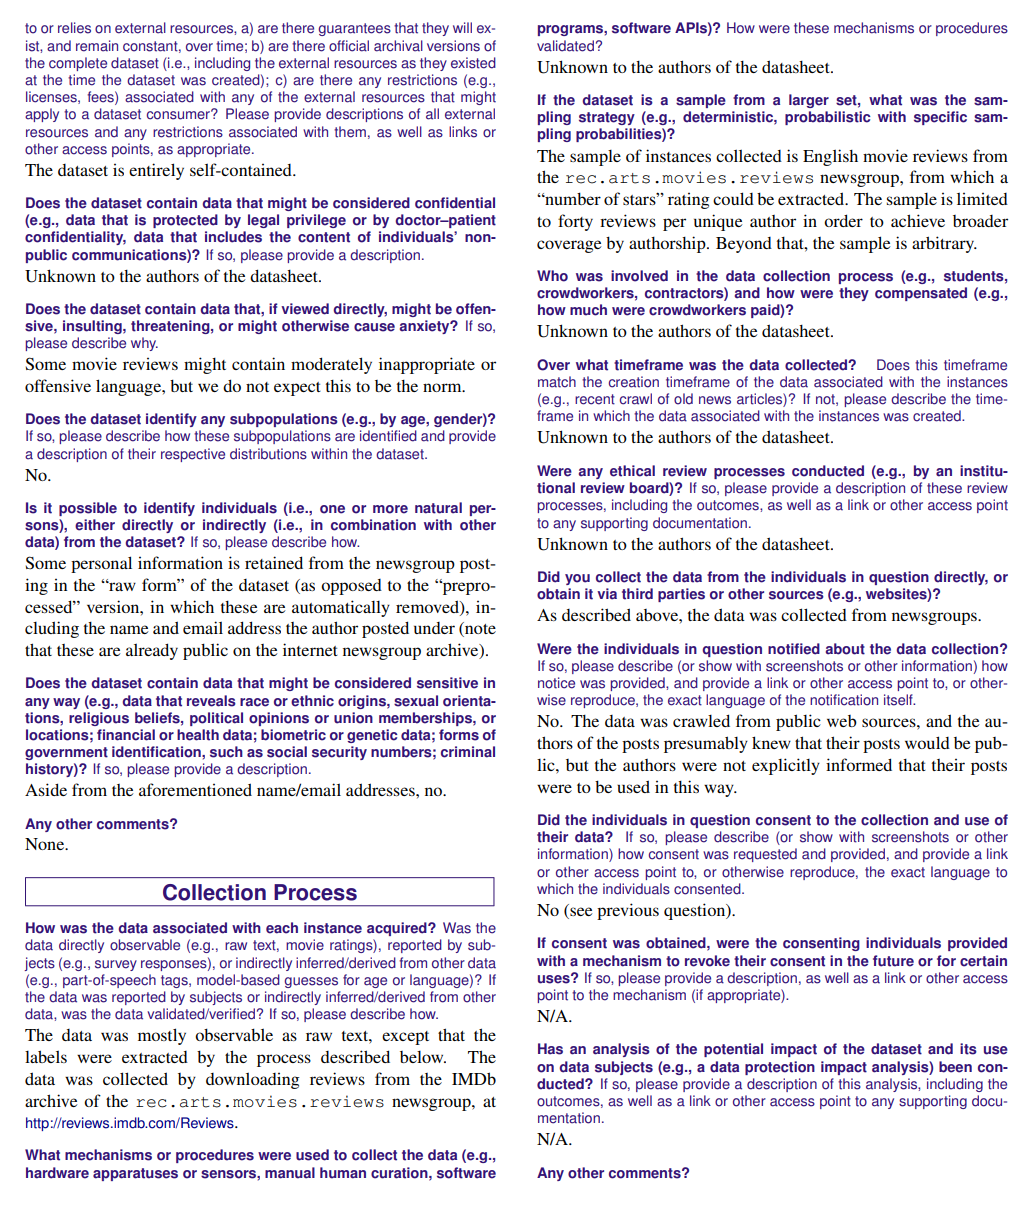 to or relies on external resources, a) are there guarantees that they will ex-
ist, and remain constant, over time; b) are there official archival versions of
the complete dataset (i.e., including the external resources as they existed
at the time the dataset was created); c) are there any restrictions (e.g.,
licenses, fees) associated with any of the external resources that might
apply to a dataset consumer? Please provide descriptions of all external
resources and any restrictions associated with them, as well as links or
other access points, as appropriate.
The dataset is entirely self-contained.
Does the dataset contain data that might be considered confidential
(e.g., data that is protected by legal privilege or by doctor–patient
confidentiality, data that includes the content of individuals' non-
public communications)? If so, please provide a description.
Unknown to the authors of the datasheet.
Does the dataset contain data that, if viewed directly, might be offen-
sive, insulting, threatening, or might otherwise cause anxiety? If so,
please describe why.
Some movie reviews might contain moderately inappropriate or
offensive language, but we do not expect this to be the norm.
Does the dataset identify any subpopulations (e.g., by age, gender)?
If so, please describe how these subpopulations are identified and provide
a description of their respective distributions within the dataset.
No.
Is it possible to identify individuals (i.e., one or more natural per-
sons), either directly or indirectly (i.e., in combination with other
data) from the dataset? If so, please describe how.
Some personal information is retained from the newsgroup post-
ing in the “raw form” of the dataset (as opposed to the “prepro-
cessed” version, in which these are automatically removed), in-
cluding the name and email address the author posted under (note
that these are already public on the internet newsgroup archive).
Does the dataset contain data that might be considered sensitive in
any way (e.g., data that reveals race or ethnic origins, sexual orienta-
tions, religious beliefs, political opinions or union memberships, or
locations; financial or health data; biometric or genetic data; forms of
government identification, such as social security numbers; criminal
history)? If so, please provide a description.
Aside from the aforementioned name/email addresses, no.
Any other comments?
None.
Collection Process
How was the data associated with each instance acquired? Was the
data directly observable (e.g., raw text, movie ratings), reported by sub-
jects (e.g., survey responses), or indirectly inferred/derived from other data
(e.g., part-of-speech tags, model-based guesses for age or language)? If
the data was reported by subjects or indirectly inferred/derived from other
data, was the data validated/verified? If so, please describe how.
The data was mostly observable as raw text, except that the
labels were extracted by the process described below. The
data was collected by downloading reviews from the IMDb
archive of the rec.arts.movies.reviews newsgroup, at
http://reviews.imdb.com/Reviews.
What mechanisms or procedures were used to collect the data (e.g.,
hardware apparatuses or sensors, manual human curation, software
programs, software APIs)? How were these mechanisms or procedures
validated?
Unknown to the authors of the datasheet.
If the dataset is a sample from a larger set, what was the sam-
pling strategy (e.g., deterministic, probabilistic with specific sam-
pling probabilities)?
The sample of instances collected is English movie reviews from
the rec.arts.movies.reviews newsgroup, from which a
“number of stars” rating could be extracted. The sample is limited
to forty reviews per unique author in order to achieve broader
coverage by authorship. Beyond that, the sample is arbitrary.
Who was involved in the data collection process (e.g., students,
crowdworkers, contractors) and how were they compensated (e.g.,
how much were crowdworkers paid)?
Unknown to the authors of the datasheet.
Over what timeframe was the data collected? Does this timeframe
match the creation timeframe of the data associated with the instances
(e.g., recent crawl of old news articles)? If not, please describe the time-
frame in which the data associated with the instances was created.
Unknown to the authors of the datasheet.
Were any ethical review processes conducted (e.g., by an institu-
tional review board)? If so, please provide a description of these review
processes, including the outcomes, as well as a link or other access point
to any supporting documentation.
Unknown to the authors of the datasheet.
Did you collect the data from the individuals in question directly, or
obtain it via third parties or other sources (e.g., websites)?
As described above, the data was collected from newsgroups.
Were the individuals in question notified about the data collection?
If so, please describe (or show with screenshots or other information) how
notice was provided, and provide a link or other access point to, or other-
wise reproduce, the exact language of the notification itself.
No. The data was crawled from public web sources, and the au-
thors of the posts presumably knew that their posts would be pub-
lic, but the authors were not explicitly informed that their posts
were to be used in this way.
Did the individuals in question consent to the collection and use of
their data? If so, please describe (or show with screenshots or other
information) how consent was requested and provided, and provide a link
or other access point to, or otherwise reproduce, the exact language to
which the individuals consented.
No (see previous question).
If consent was obtained, were the consenting individuals provided
with a mechanism to revoke their consent in the future or for certain
uses? If so, please provide a description, as well as a link or other access
point to the mechanism (if appropriate).
N/A.
Has an analysis of the potential impact of the dataset and its use
on data subjects (e.g., a data protection impact analysis) been con-
ducted? If so, please provide a description of this analysis, including the
outcomes, as well as a link or other access point to any supporting docu-
mentation.
N/A.
Any other comments?